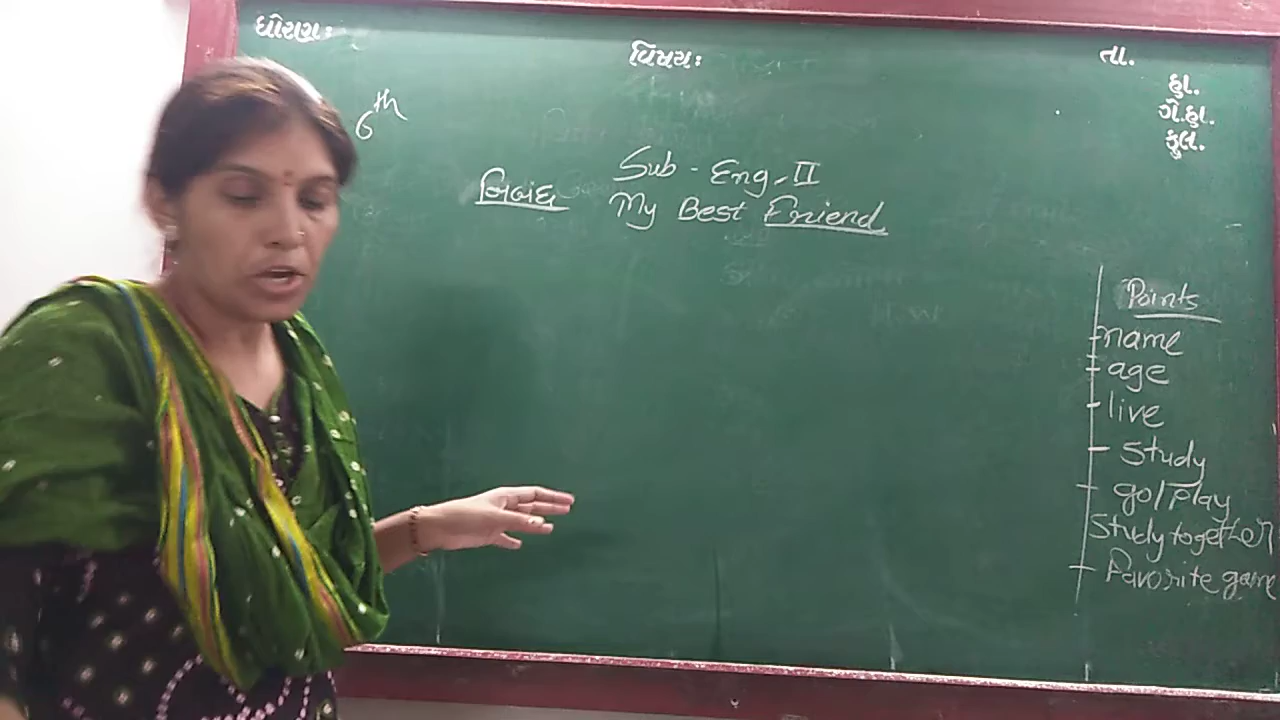 ધોરણ:
વિષય:
તા.
હા.
ગે.હા.
કુલ.
6th
Sub - Eng - II
નિબંધ My Best Friend
Points
- name
- age
- live
- Study
- go/play
Study together
- Favorite game